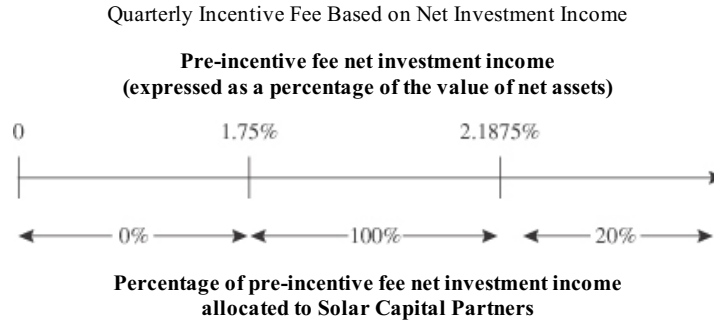 Quarterly Incentive Fee Based on Net Investment Income
Pre-incentive fee net investment income
(expressed as a percentage of the value of net assets)
0 1.75% 2.1875%
0% 100% 20%
Percentage of pre-incentive fee net investment income
allocated to Solar Capital Partners